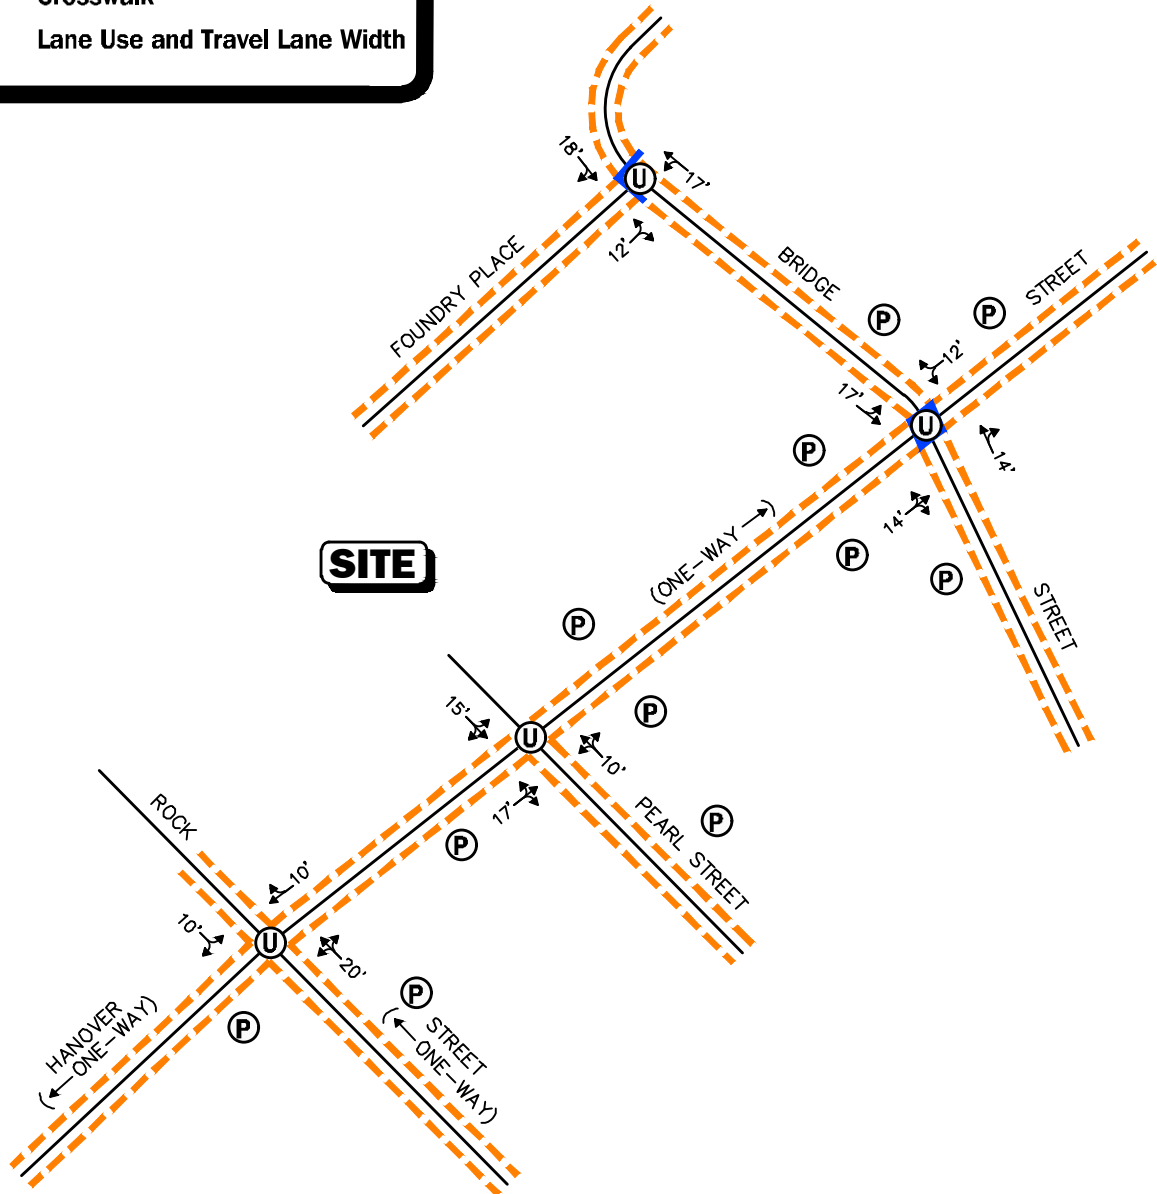 Crosswalk
Lane Use and Travel Lane Width
18'
U
17'
12'
FOUNDRY PLACE
BRIDGE
STREET
P
P
12'
17'
U
14'
P
14'
(ONE-WAY →)
P
P
SITE
STREET
P
15'
U
P
10'
17'
PEARL STREET
P
P
ROCK
10'
10'
U
20'
P
P
HANOVER
(← ONE-WAY)
STREET
(← ONE-WAY)